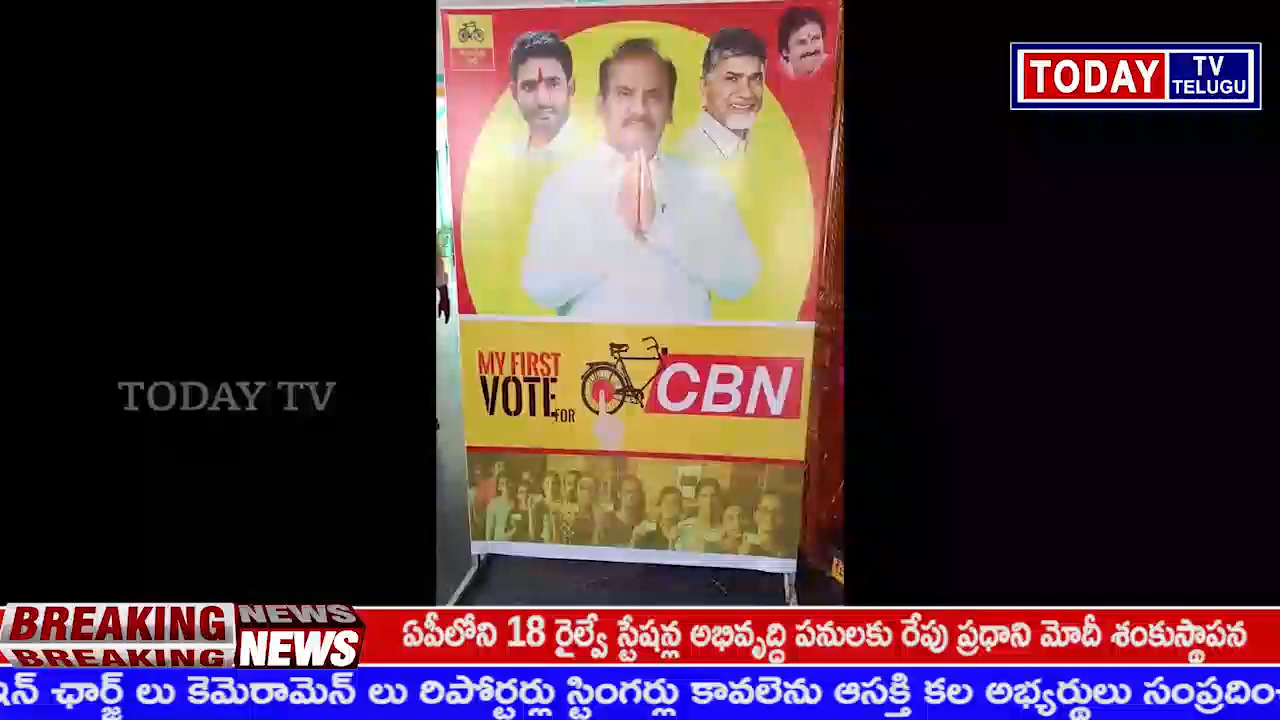 TODAY
TV
TELUGU
MY FIRST
VOTE
FOR
CBN
TODAY TV
BREAKING
NEWS
NEWS
BREAKING
ఏపీలోని 18 రైల్వే స్టేషన్ల అభివృద్ది పనులకు రేపు ప్రధాని మోదీ శంకుస్థాపన
ఛార్జ్ లు కెమెరామెన్ లు రిపోర్టర్లు స్టింగర్లు కావలెను ఆసక్తి కల అభ్యర్థులు